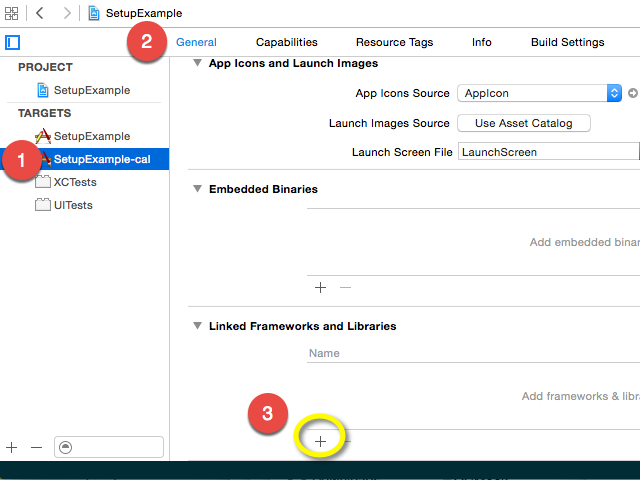 SetupExample
2 General Capabilities Resource Tags Info Build Settings
PROJECT
SetupExample
TARGETS
SetupExample
1 SetupExample-cal
XCTests
UITests
App Icons and Launch Images
App Icons Source AppIcon
Launch Images Source Use Asset Catalog
Launch Screen File LaunchScreen
Embedded Binaries
Add embedded binar
Linked Frameworks and Libraries
Name
Add frameworks & libra
3